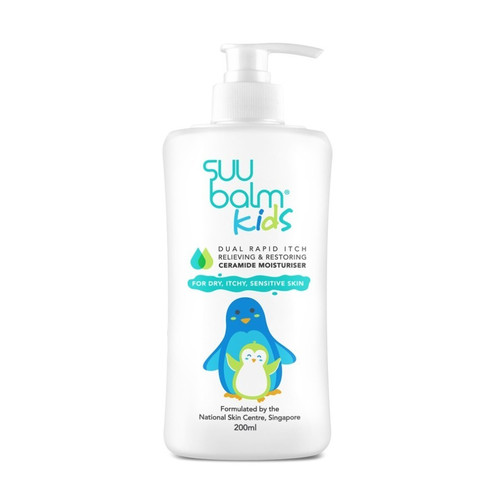 suu
balm®
kids
DUAL RAPID ITCH
RELIEVING & RESTORING
CERAMIDE MOISTURISER
FOR DRY, ITCHY, SENSITIVE SKIN
Formulated by the
National Skin Centre, Singapore
200ml